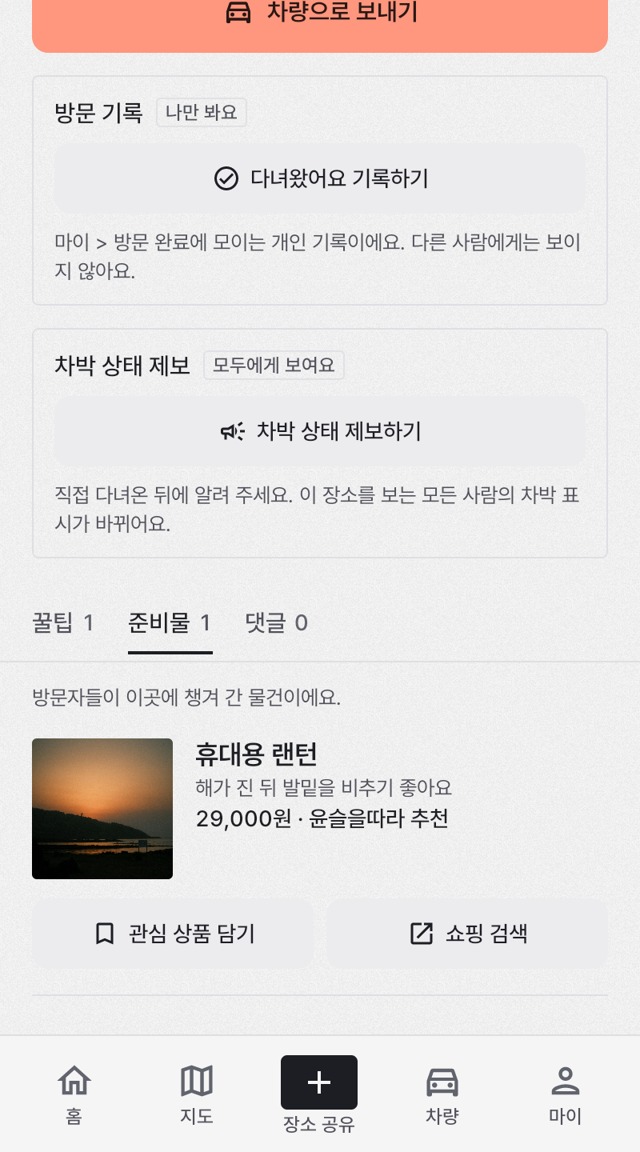 차량으로 보내기
방문 기록 나만 봐요
다녀왔어요 기록하기
마이 > 방문 완료에 모이는 개인 기록이에요. 다른 사람에게는 보이
지 않아요.
차박 상태 제보 모두에게 보여요
차박 상태 제보하기
직접 다녀온 뒤에 알려 주세요. 이 장소를 보는 모든 사람의 차박 표
시가 바뀌어요.
꿀팁 1 준비물 1 댓글 0
방문자들이 이곳에 챙겨 간 물건이에요.
휴대용 랜턴
해가 진 뒤 발밑을 비추기 좋아요
29,000원 · 윤슬을따라 추천
관심 상품 담기 쇼핑 검색
홈 지도 장소 공유 차량 마이